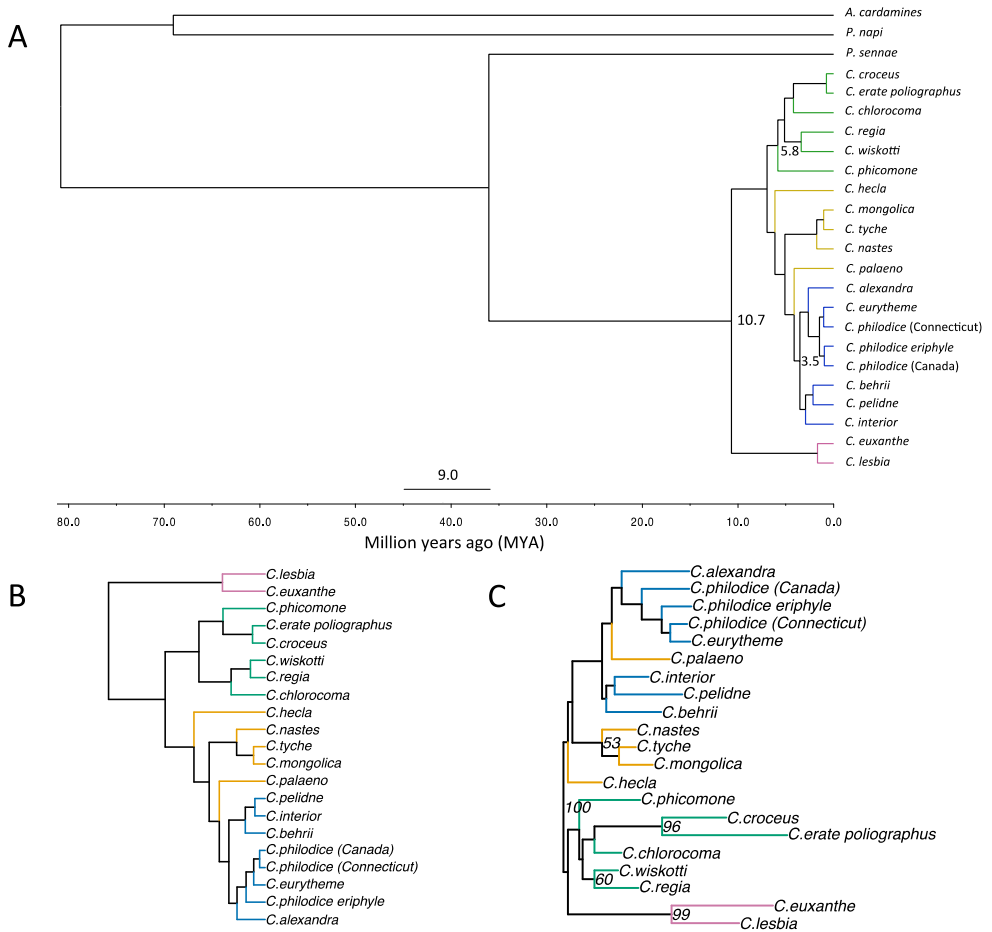 A
A. cardamines
P. napi
P. sennae
C. croceus
C. erate poliographus
C. chlorocoma
C. regia
5.8
C. wiskotti
C. phicomone
C. hecla
C. mongolica
C. tyche
C. nastes
C. palaeno
C. alexandra
C. eurytheme
10.7
C. philodice (Connecticut)
C. philodice eriphyle
3.5
C. philodice (Canada)
C. behrii
C. pelidne
C. interior
C. euxanthe
C. lesbia
9.0
80.0 70.0 60.0 50.0 40.0 30.0 20.0 10.0 0.0
Million years ago (MYA)
B
C.lesbia
C.euxanthe
C.phicomone
C.erate poliographus
C.croceus
C.wiskotti
C.regia
C.chlorocoma
C.hecla
C.nastes
C.tyche
C.mongolica
C.palaeno
C.pelidne
C.interior
C.behrii
C.philodice (Canada)
C.philodice (Connecticut)
C.eurytheme
C.philodice eriphyle
C.alexandra
C
C.alexandra
C.philodice (Canada)
C.philodice eriphyle
C.philodice (Connecticut)
C.eurytheme
C.palaeno
C.interior
C.pelidne
C.behrii
C.nastes
53
C.tyche
C.mongolica
C.hecla
C.phicomone
100
C.croceus
96
C.erate poliographus
C.chlorocoma
C.wiskotti
60
C.regia
C.euxanthe
99
C.lesbia